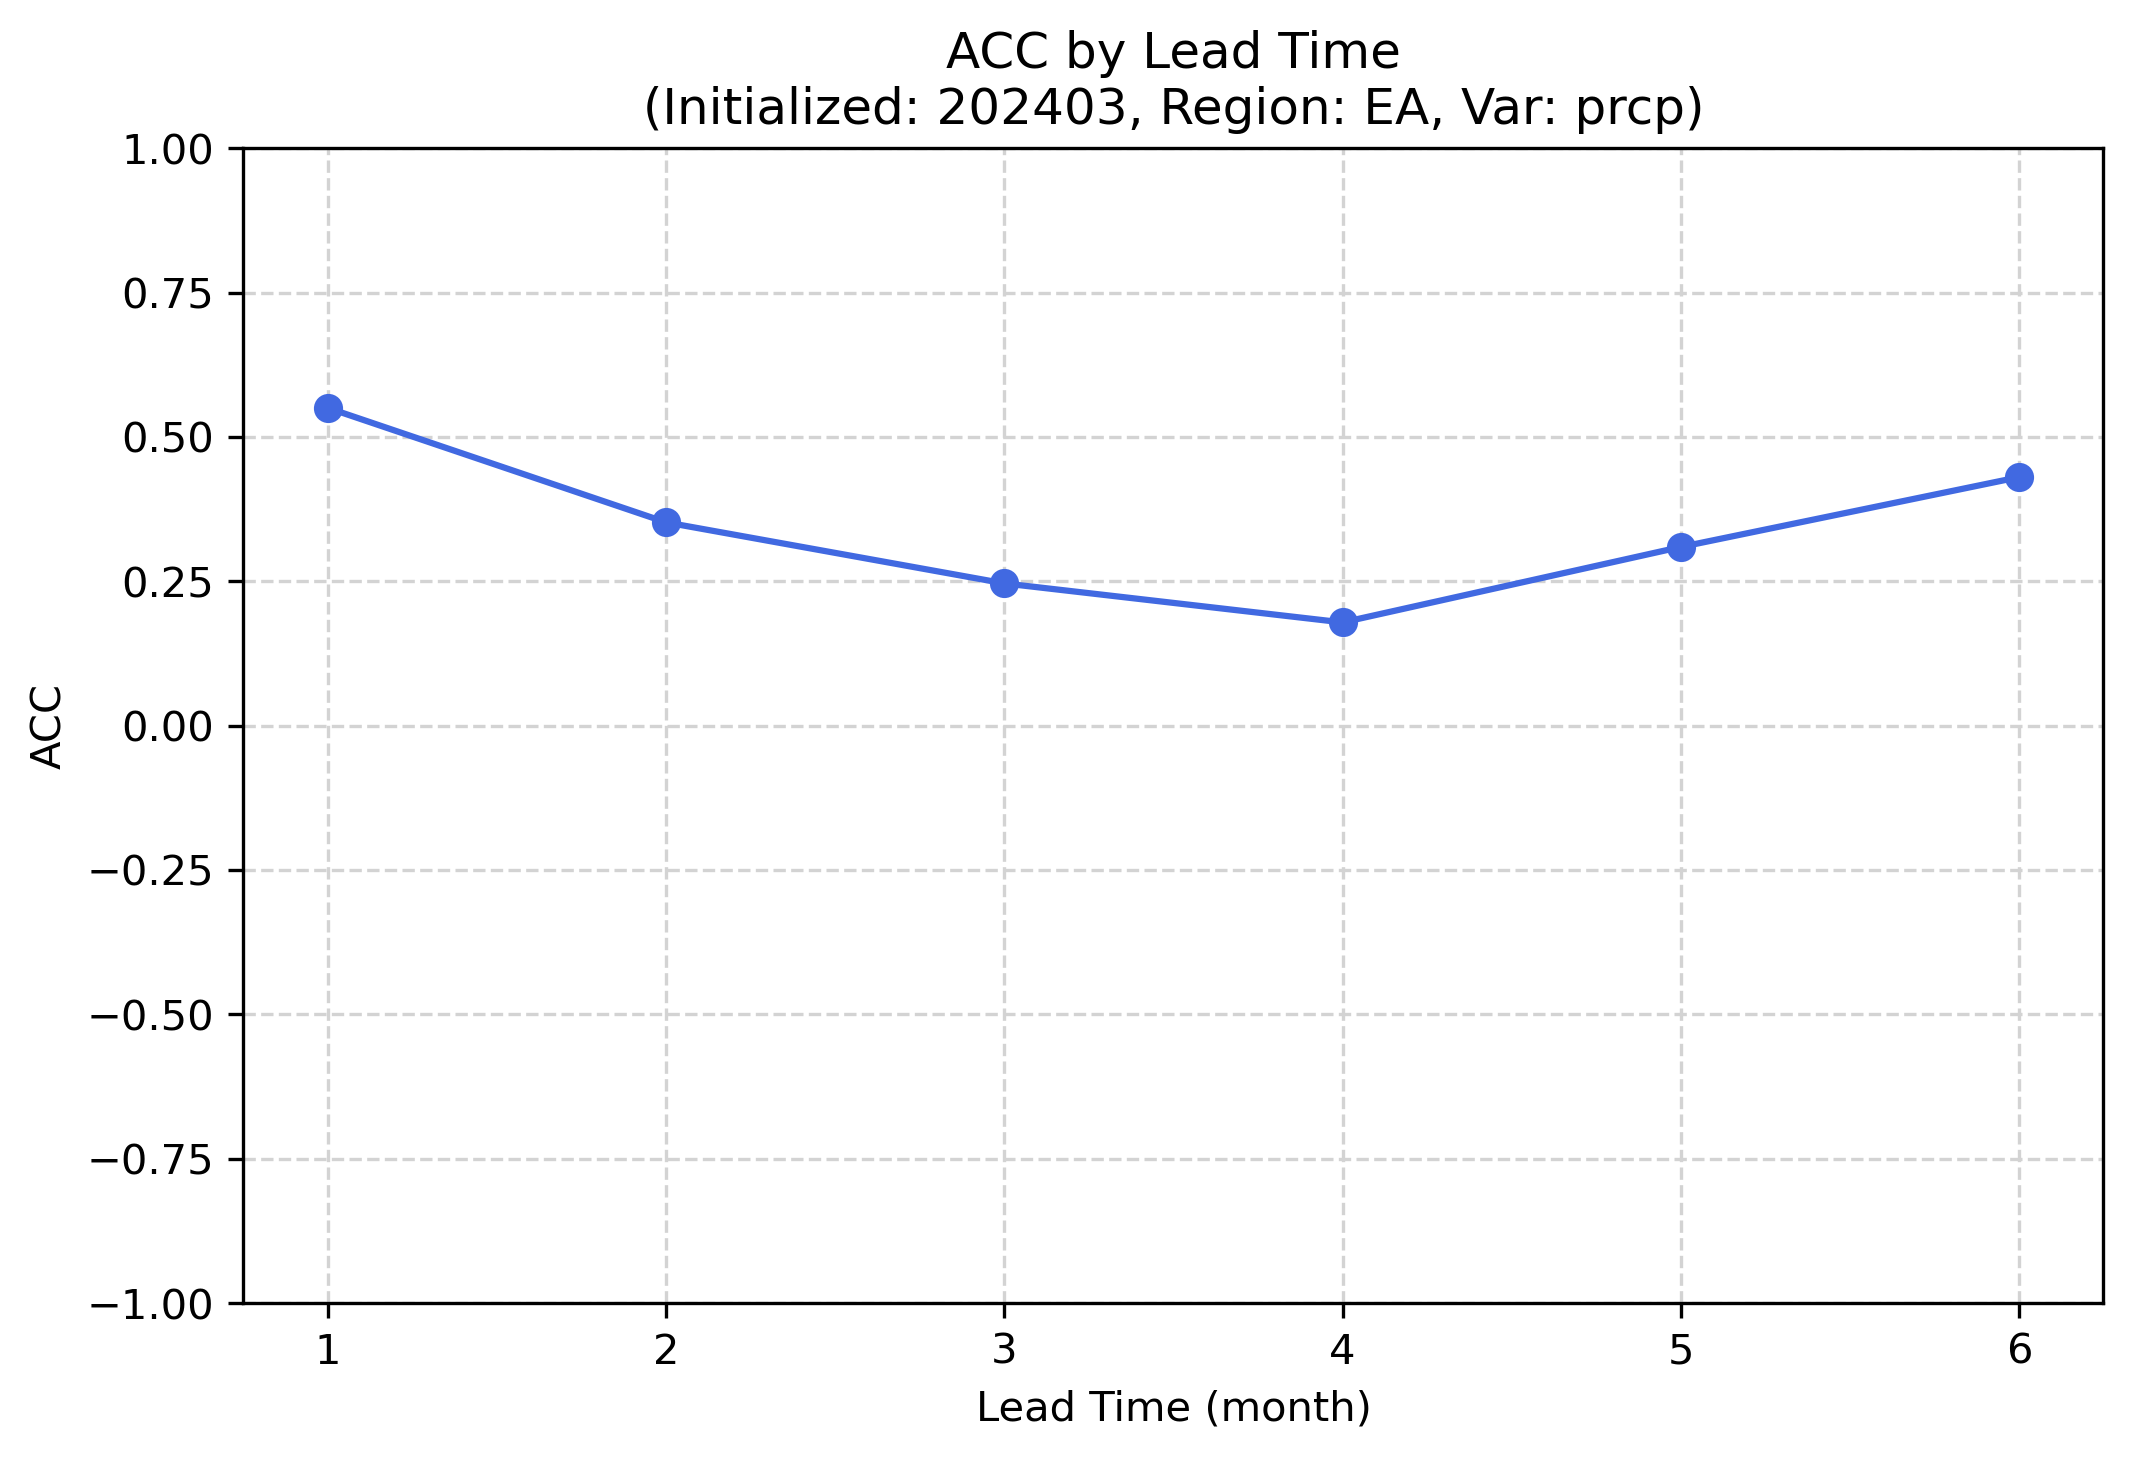 ACC by Lead Time
(Initialized: 202403, Region: EA, Var: prcp)
1.00
0.75
0.50
0.25
0.00
−0.25
−0.50
−0.75
−1.00
ACC
1 2 3 4 5 6
Lead Time (month)